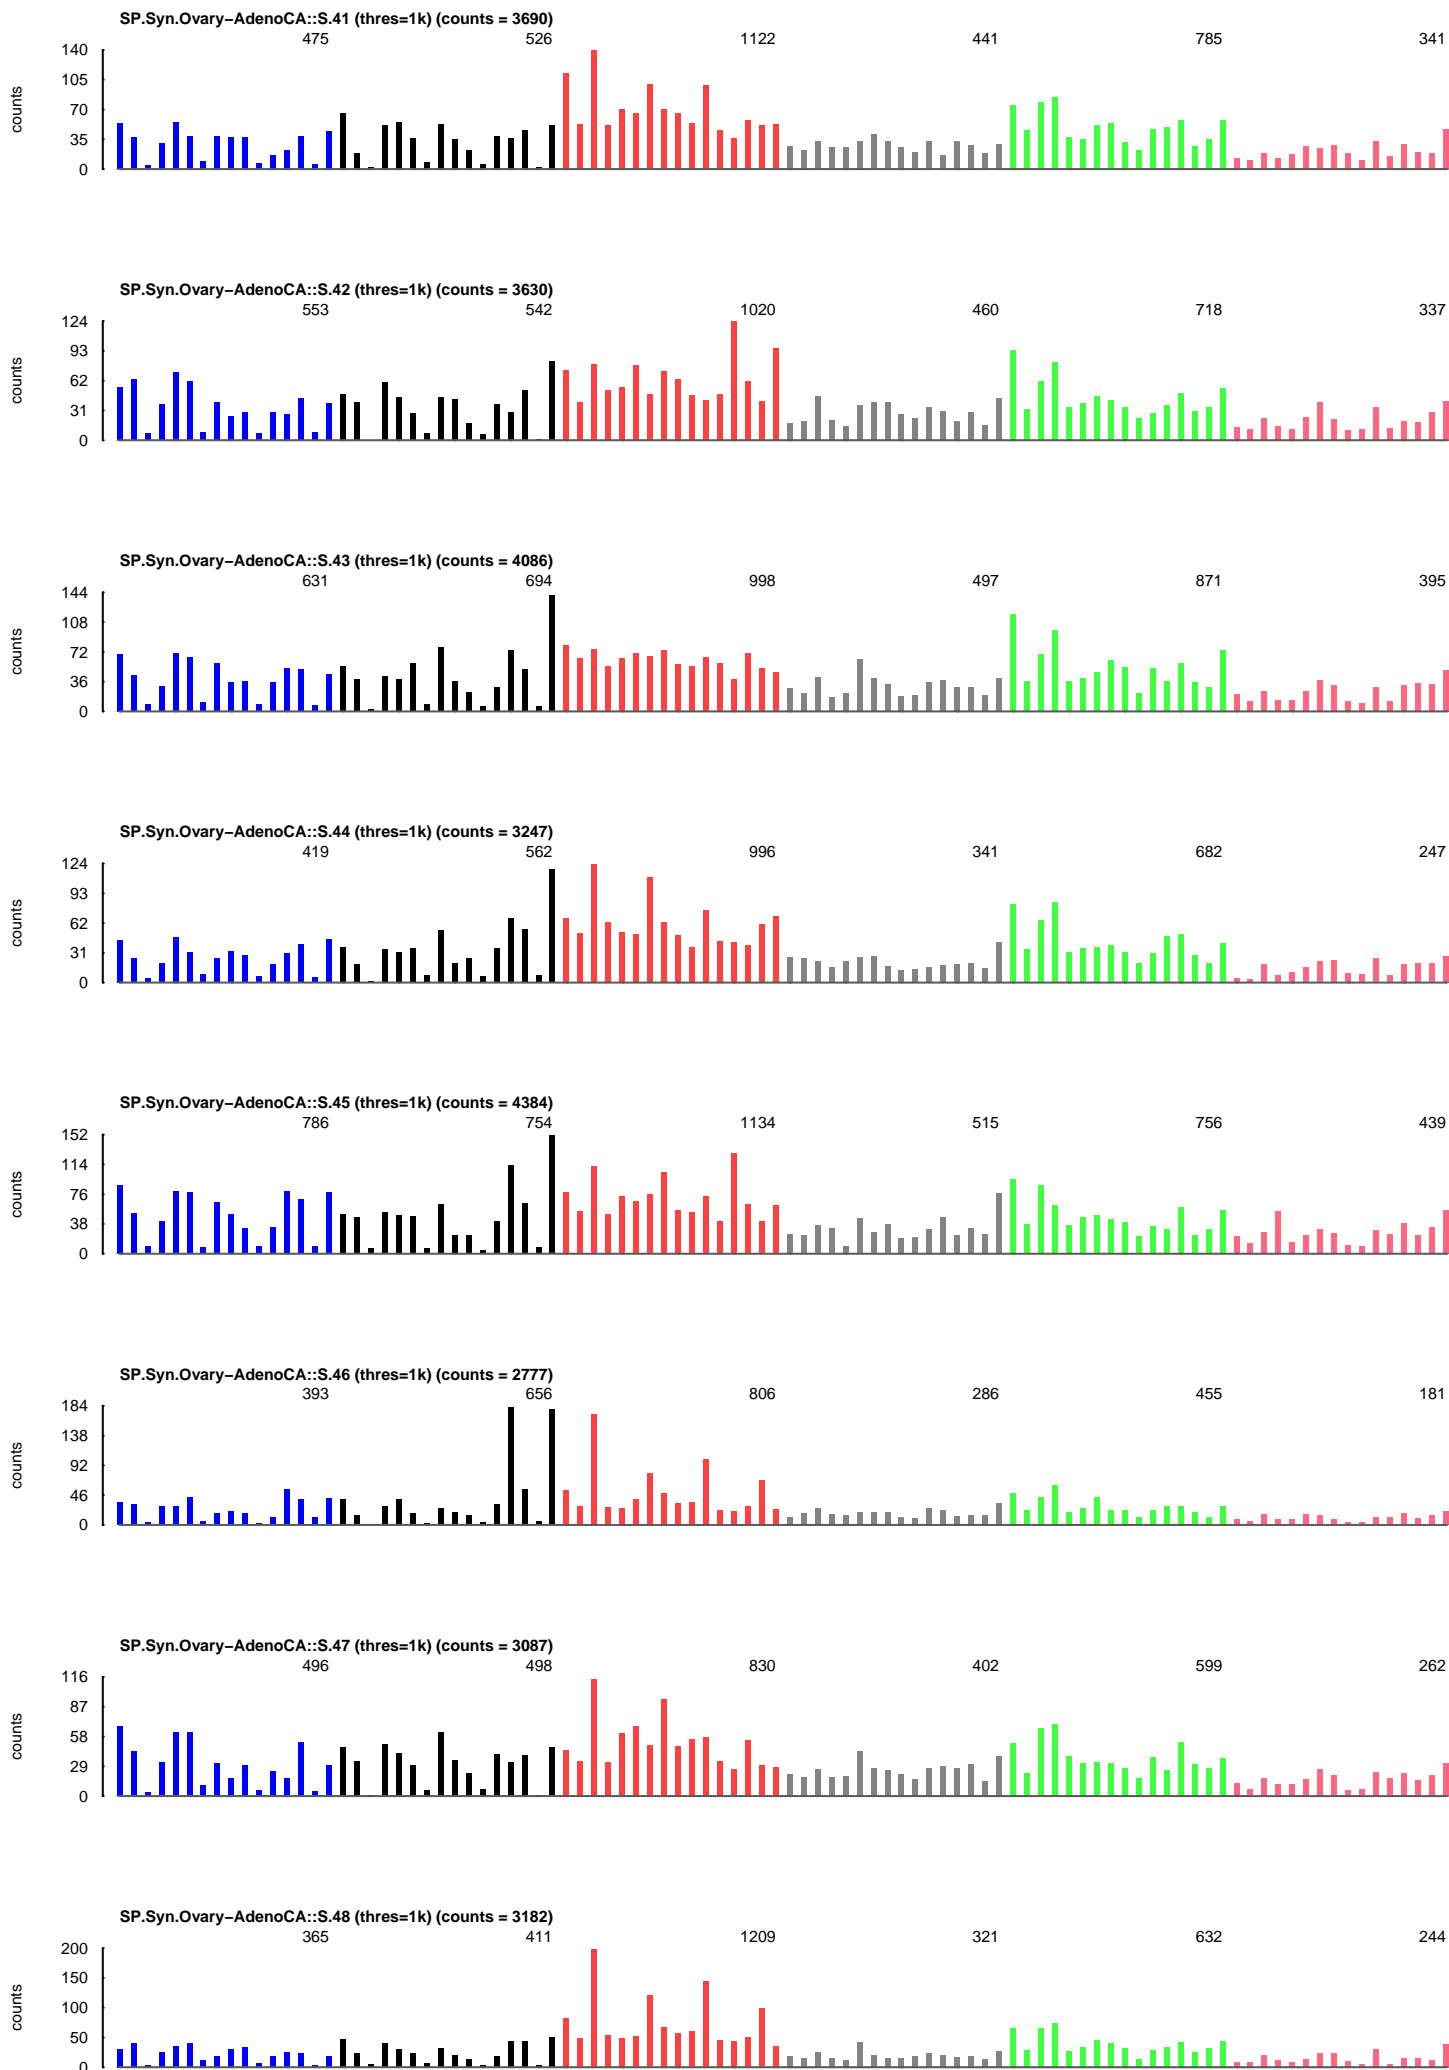 SP.Syn.Ovary−AdenoCA::S.41 (thres=1k) (counts = 3690)
475 526 1122 441 785 341
140
105
70
35
0
counts
SP.Syn.Ovary−AdenoCA::S.42 (thres=1k) (counts = 3630)
553 542 1020 460 718 337
124
93
62
31
0
counts
SP.Syn.Ovary−AdenoCA::S.43 (thres=1k) (counts = 4086)
631 694 998 497 871 395
144
108
72
36
0
counts
SP.Syn.Ovary−AdenoCA::S.44 (thres=1k) (counts = 3247)
419 562 996 341 682 247
124
93
62
31
0
counts
SP.Syn.Ovary−AdenoCA::S.45 (thres=1k) (counts = 4384)
786 754 1134 515 756 439
152
114
76
38
0
counts
SP.Syn.Ovary−AdenoCA::S.46 (thres=1k) (counts = 2777)
393 656 806 286 455 181
184
138
92
46
0
counts
SP.Syn.Ovary−AdenoCA::S.47 (thres=1k) (counts = 3087)
496 498 830 402 599 262
116
87
58
29
0
counts
SP.Syn.Ovary−AdenoCA::S.48 (thres=1k) (counts = 3182)
365 411 1209 321 632 244
200
150
100
50
0
counts